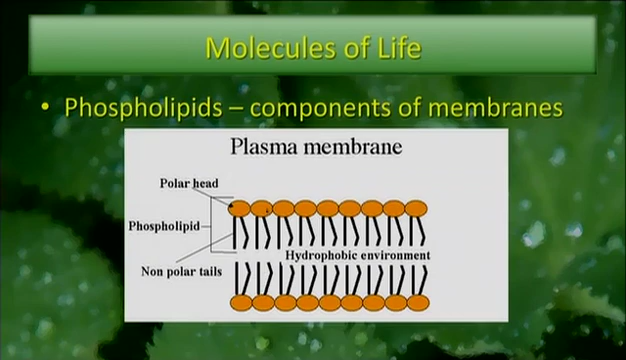 Molecules of Life
• Phospholipids – components of membranes
Plasma membrane
Polar head
Phospholipid
Hydrophobic environment
Non polar tails